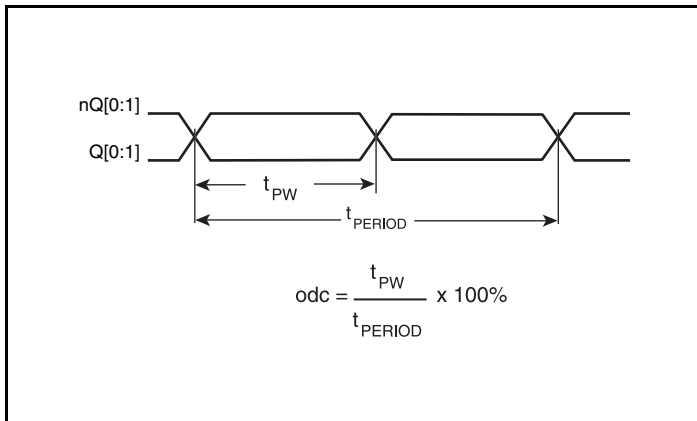 nQ[0:1]
Q[0:1]
tPW
tPERIOD
odc = tPW / tPERIOD x 100%